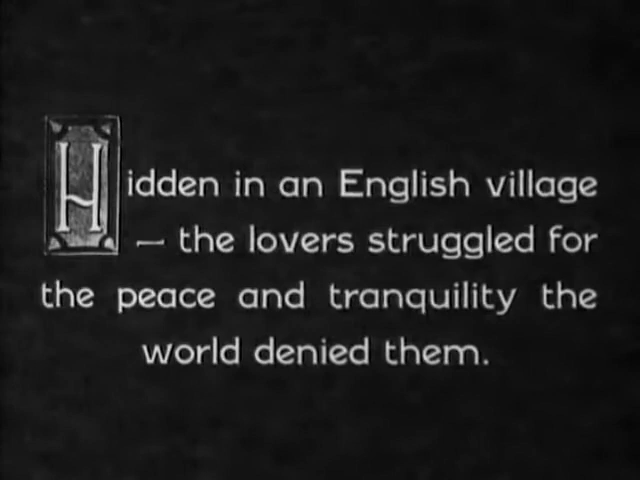 Hidden in an English village
— the lovers struggled for
the peace and tranquility the
world denied them.